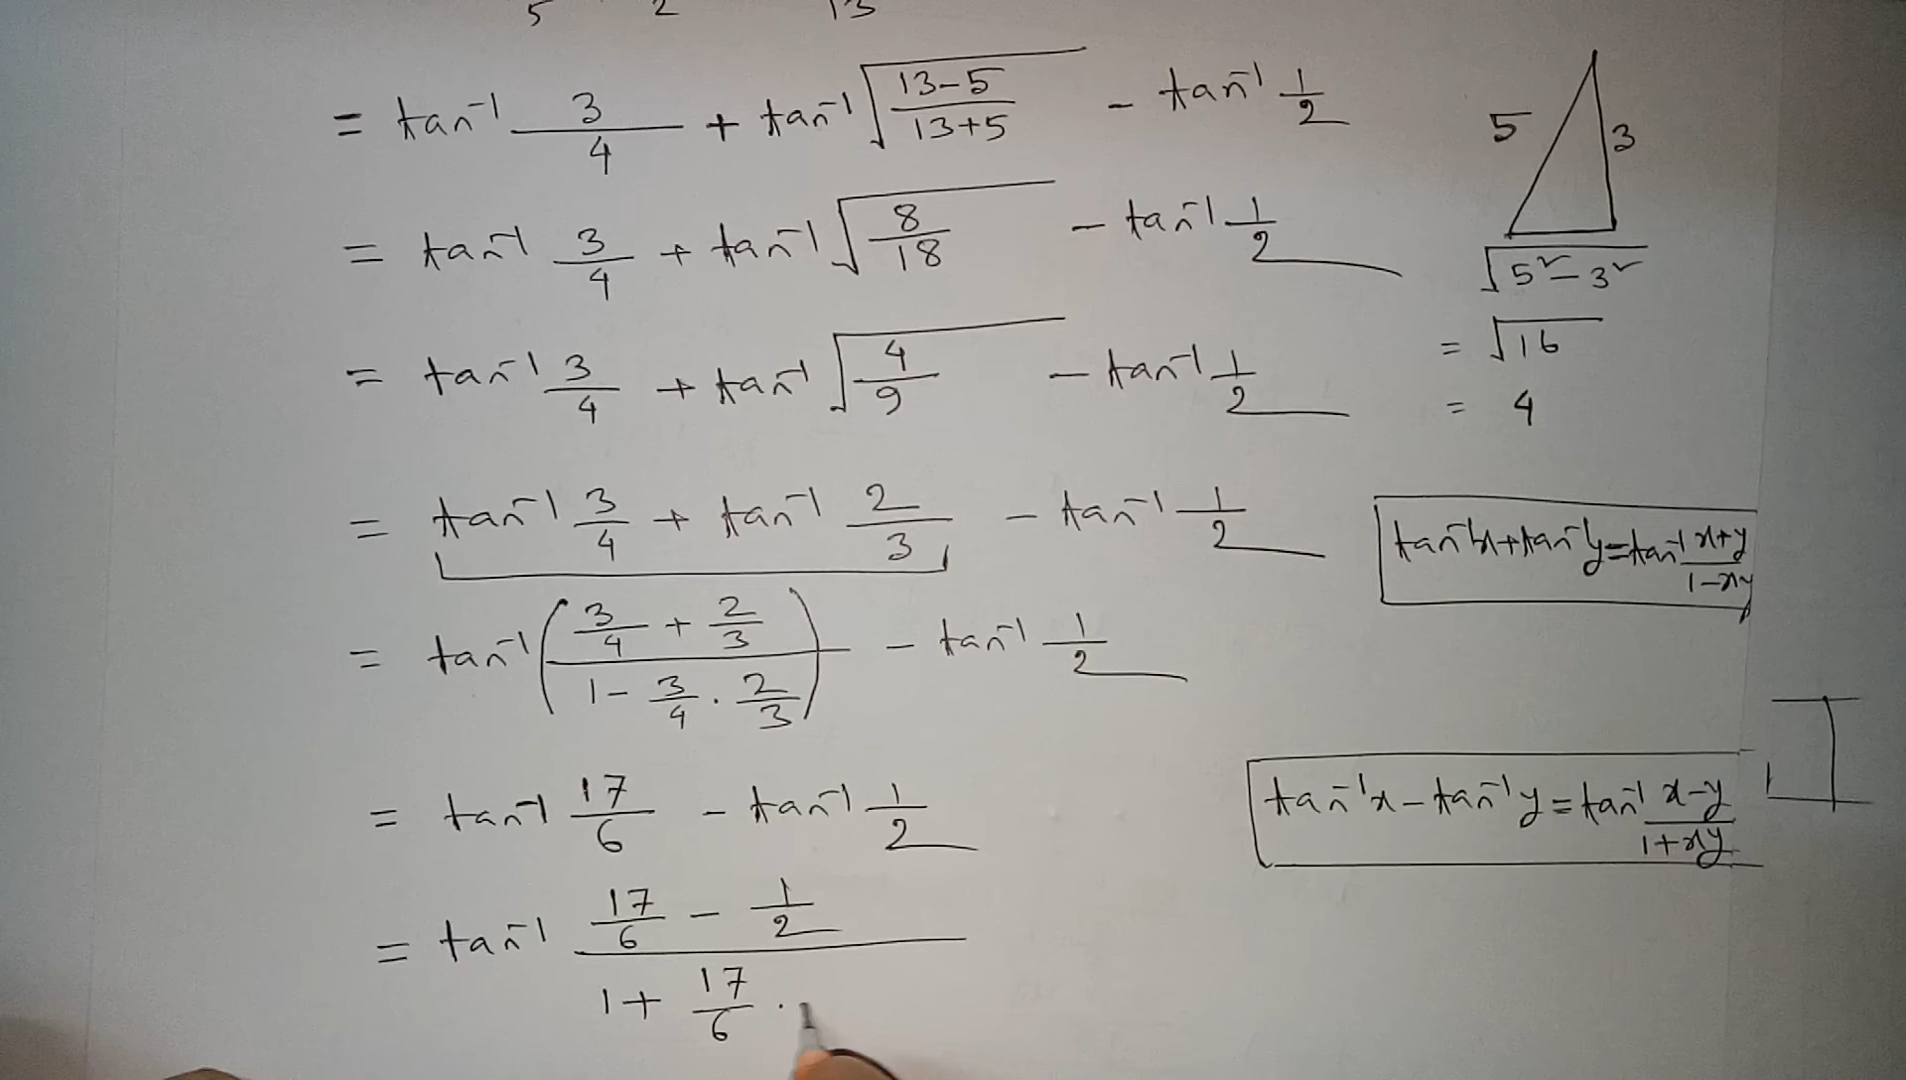 5 2 13
= tan⁻¹ 3/4 + tan⁻¹ √((13-5)/(13+5)) - tan⁻¹ 1/2
= tan⁻¹ 3/4 + tan⁻¹ √(8/18) - tan⁻¹ 1/2
= tan⁻¹ 3/4 + tan⁻¹ √(4/9) - tan⁻¹ 1/2
= tan⁻¹ 3/4 + tan⁻¹ 2/3 - tan⁻¹ 1/2
= tan⁻¹ ((3/4 + 2/3)/(1 - 3/4 · 2/3)) - tan⁻¹ 1/2
= tan⁻¹ 17/6 - tan⁻¹ 1/2
= tan⁻¹ (17/6 - 1/2)/(1 + 17/6 ·
5 3
√(5² - 3²)
= √16
= 4
tan⁻¹x + tan⁻¹y = tan⁻¹ (x+y)/(1-xy)
tan⁻¹x - tan⁻¹y = tan⁻¹ (x-y)/(1+xy)